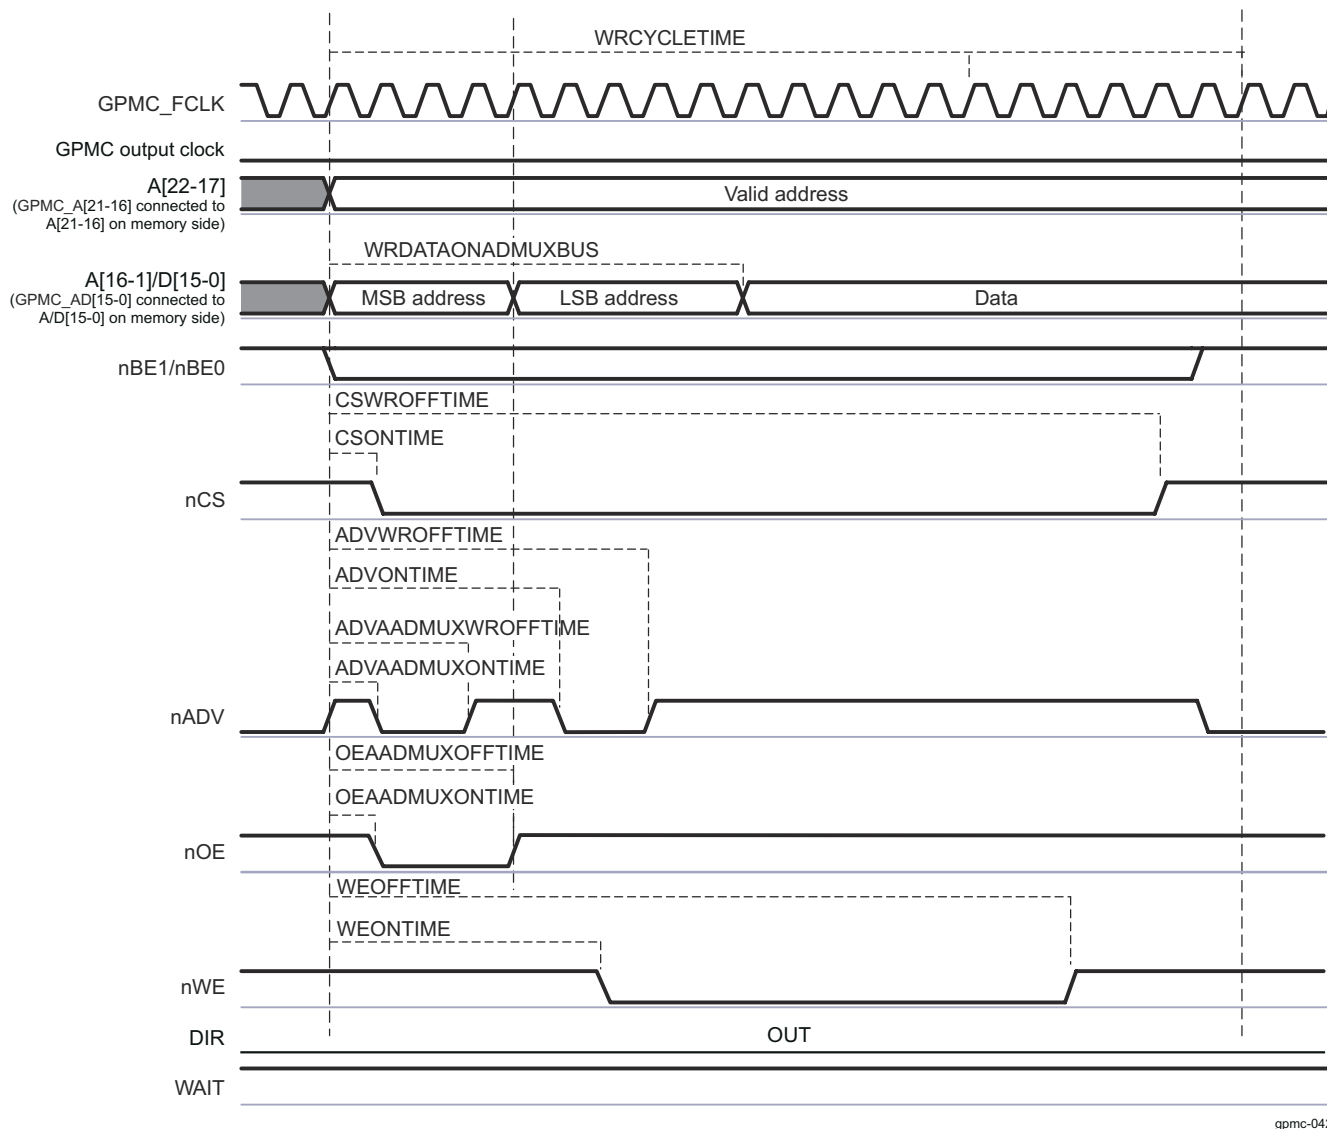 WRCYCLETIME
GPMC_FCLK
GPMC output clock
A[22-17]
(GPMC_A[21-16] connected to
A[21-16] on memory side)
Valid address
WRDATAONADMUXBUS
A[16-1]/D[15-0]
(GPMC_AD[15-0] connected to
A/D[15-0] on memory side)
MSB address
LSB address
Data
nBE1/nBE0
CSWROFFTIME
CSONTIME
nCS
ADVWROFFTIME
ADVONTIME
ADVAADMUXWROFFTIME
ADVAADMUXONTIME
nADV
OEAADMUXOFFTIME
OEAADMUXONTIME
nOE
WEOFFTIME
WEONTIME
nWE
DIR
OUT
WAIT
gpmc-042